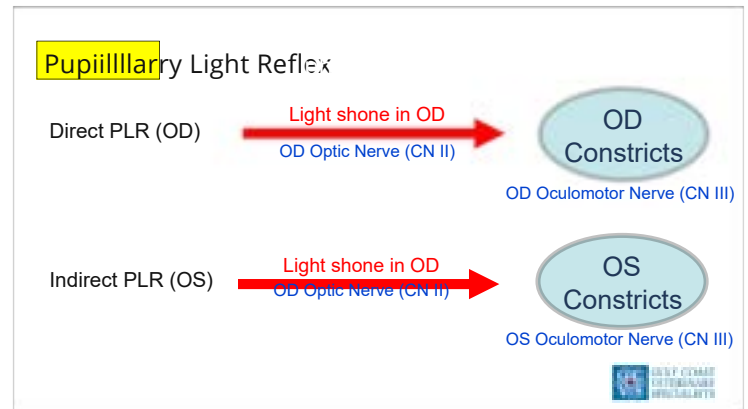 Pupiillllarry Light Reflex
Direct PLR (OD)
Light shone in OD
OD Optic Nerve (CN II)
OD
Constricts
OD Oculomotor Nerve (CN III)
Indirect PLR (OS)
Light shone in OD
OD Optic Nerve (CN II)
OS
Constricts
OS Oculomotor Nerve (CN III)
VETERINARY
SPECIALISTS